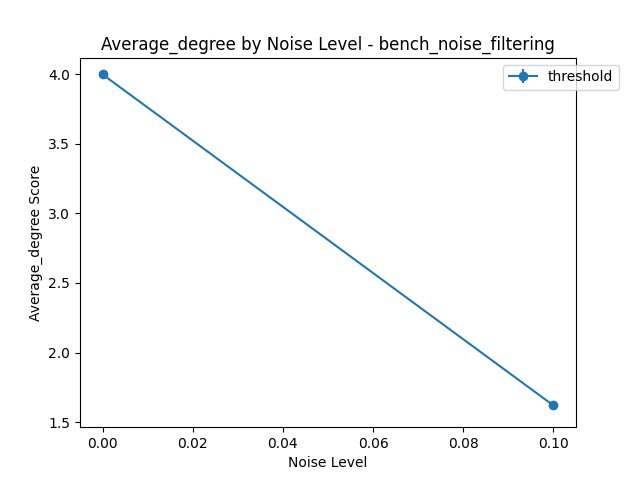 Average_degree by Noise Level - bench_noise_filtering
threshold
Average_degree Score
4.0
3.5
3.0
2.5
2.0
1.5
0.00 0.02 0.04 0.06 0.08 0.10
Noise Level